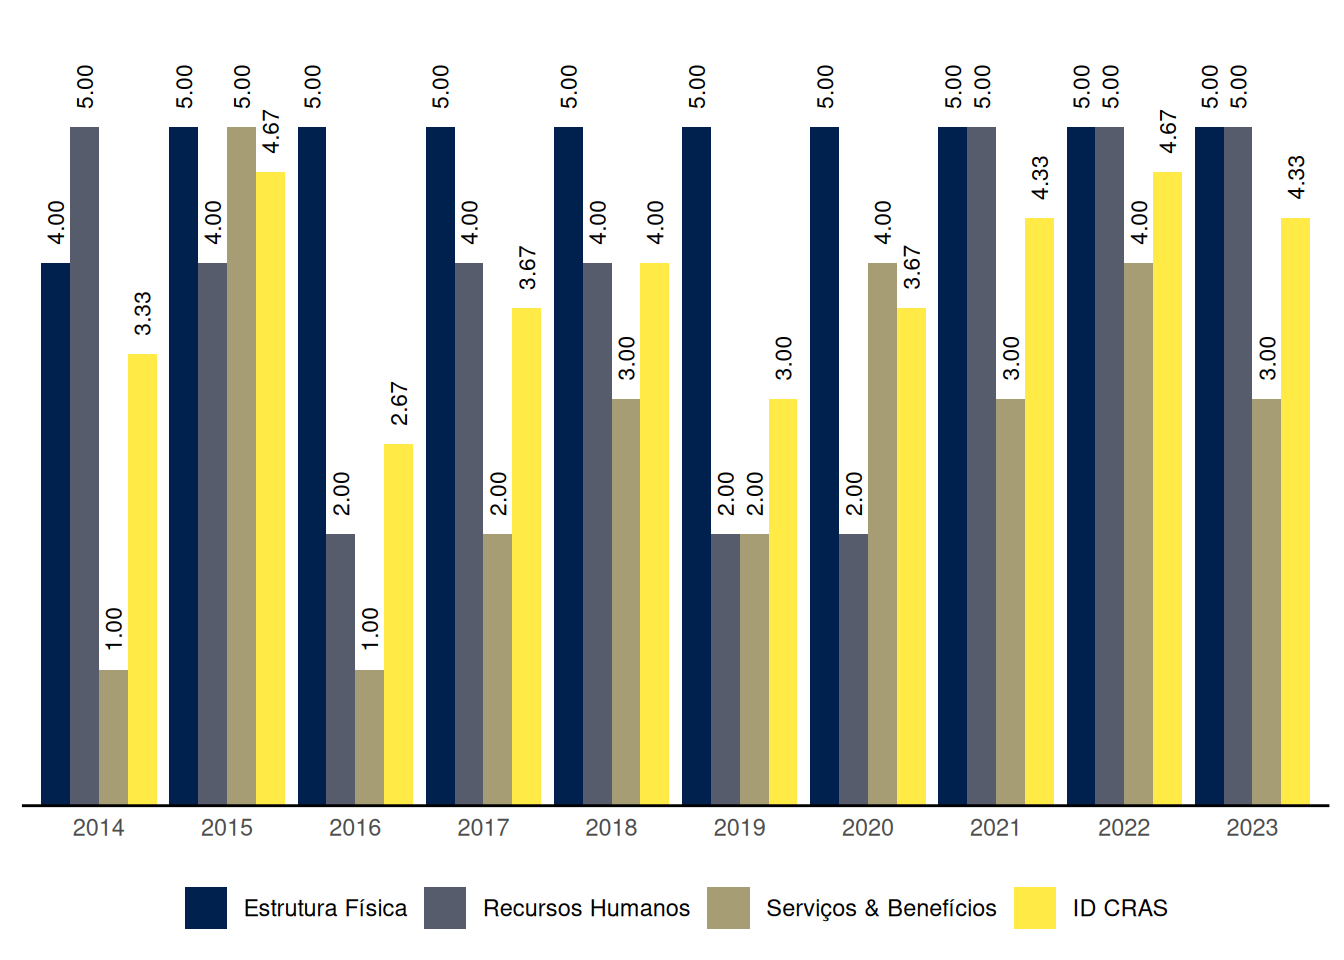 4.00 5.00 1.00 3.33
5.00 4.00 5.00 4.67
5.00 2.00 1.00 2.67
5.00 4.00 2.00 3.67
5.00 4.00 3.00 4.00
5.00 2.00 2.00 3.00
5.00 2.00 4.00 3.67
5.00 5.00 3.00 4.33
5.00 5.00 4.00 4.67
5.00 5.00 3.00 4.33
2014 2015 2016 2017 2018 2019 2020 2021 2022 2023
Estrutura Física Recursos Humanos Serviços & Benefícios ID CRAS